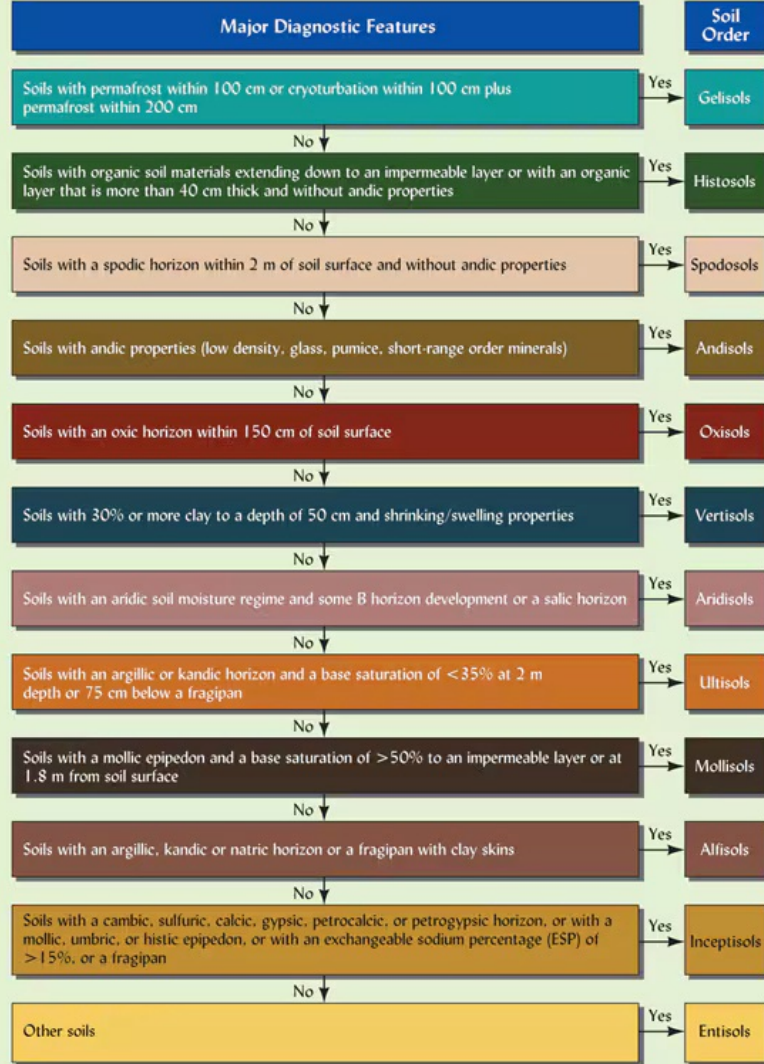 Major Diagnostic Features
Soil
Order
Soils with permafrost within 100 cm or cryoturbation within 100 cm plus
permafrost within 200 cm
Yes
Gelisols
No
Soils with organic soil materials extending down to an impermeable layer or with an organic
layer that is more than 40 cm thick and without andic properties
Yes
Histosols
No
Soils with a spodic horizon within 2 m of soil surface and without andic properties
Yes
Spodosols
No
Soils with andic properties (low density, glass, pumice, short-range order minerals)
Yes
Andisols
No
Soils with an oxic horizon within 150 cm of soil surface
Yes
Oxisols
No
Soils with 30% or more clay to a depth of 50 cm and shrinking/swelling properties
Yes
Vertisols
No
Soils with an aridic soil moisture regime and some B horizon development or a salic horizon
Yes
Aridisols
No
Soils with an argillic or kandic horizon and a base saturation of <35% at 2 m
depth or 75 cm below a fragipan
Yes
Ultisols
No
Soils with a mollic epipedon and a base saturation of >50% to an impermeable layer or at
1.8 m from soil surface
Yes
Mollisols
No
Soils with an argillic, kandic or natric horizon or a fragipan with clay skins
Yes
Alfisols
No
Soils with a cambic, sulfuric, calcic, gypsic, petrocalcic, or petrogypsic horizon, or with a
mollic, umbric, or histic epipedon, or with an exchangeable sodium percentage (ESP) of
>15%, or a fragipan
Yes
Inceptisols
No
Other soils
Yes
Entisols